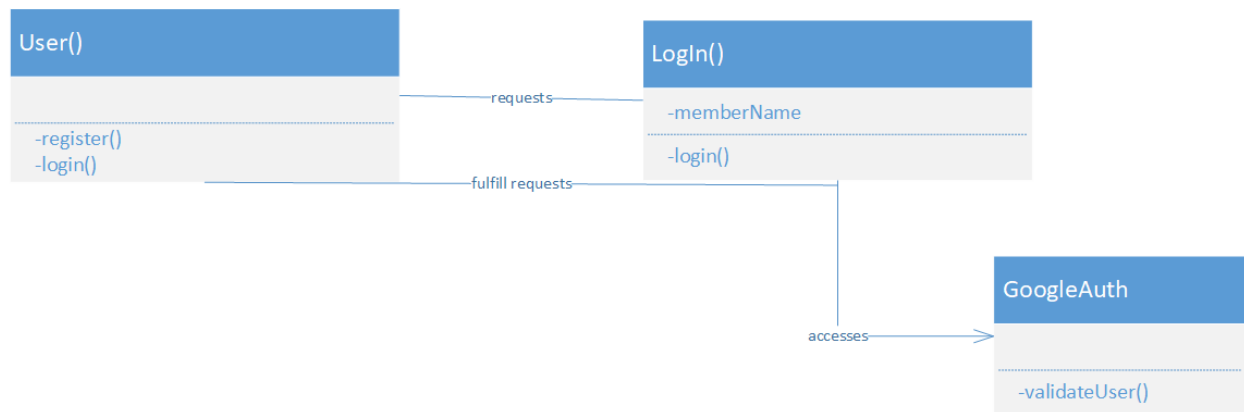 User()
-register()
-login()
requests
LogIn()
-memberName
-login()
fulfill requests
accesses
GoogleAuth
-validateUser()